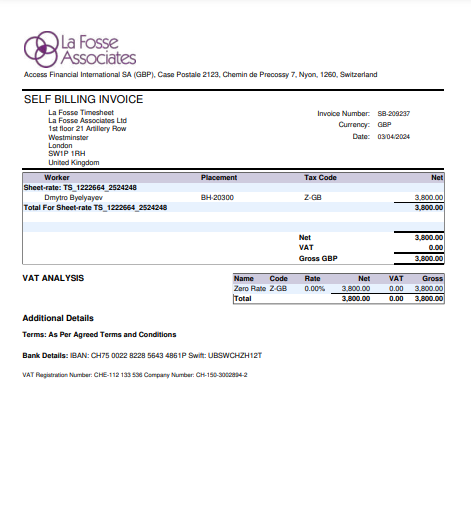 La Fosse
Associates
Access Financial International SA (GBP), Case Postale 2123, Chemin de Precossy 7, Nyon, 1260, Switzerland
SELF BILLING INVOICE
La Fosse Timesheet
La Fosse Associates Ltd
1st floor 21 Artillery Row
Westminster
London
SW1P 1RH
United Kingdom
Invoice Number: SB-209237
Currency: GBP
Date: 03/04/2024
Worker Placement Tax Code Net
Sheet-rate: TS_1222664_2524248
Dmytro Byelyayev BH-20300 Z-GB 3,800.00
Total For Sheet-rate TS_1222664_2524248 3,800.00
Net 3,800.00
VAT 0.00
Gross GBP 3,800.00
VAT ANALYSIS
Name Code Rate Net VAT Gross
Zero Rate Z-GB 0.00% 3,800.00 0.00 3,800.00
Total 3,800.00 0.00 3,800.00
Additional Details
Terms: As Per Agreed Terms and Conditions
Bank Details: IBAN: CH75 0022 8228 5643 4861P Swift: UBSWCHZH12T
VAT Registration Number: CHE-112 133 536 Company Number: CH-150-3002894-2